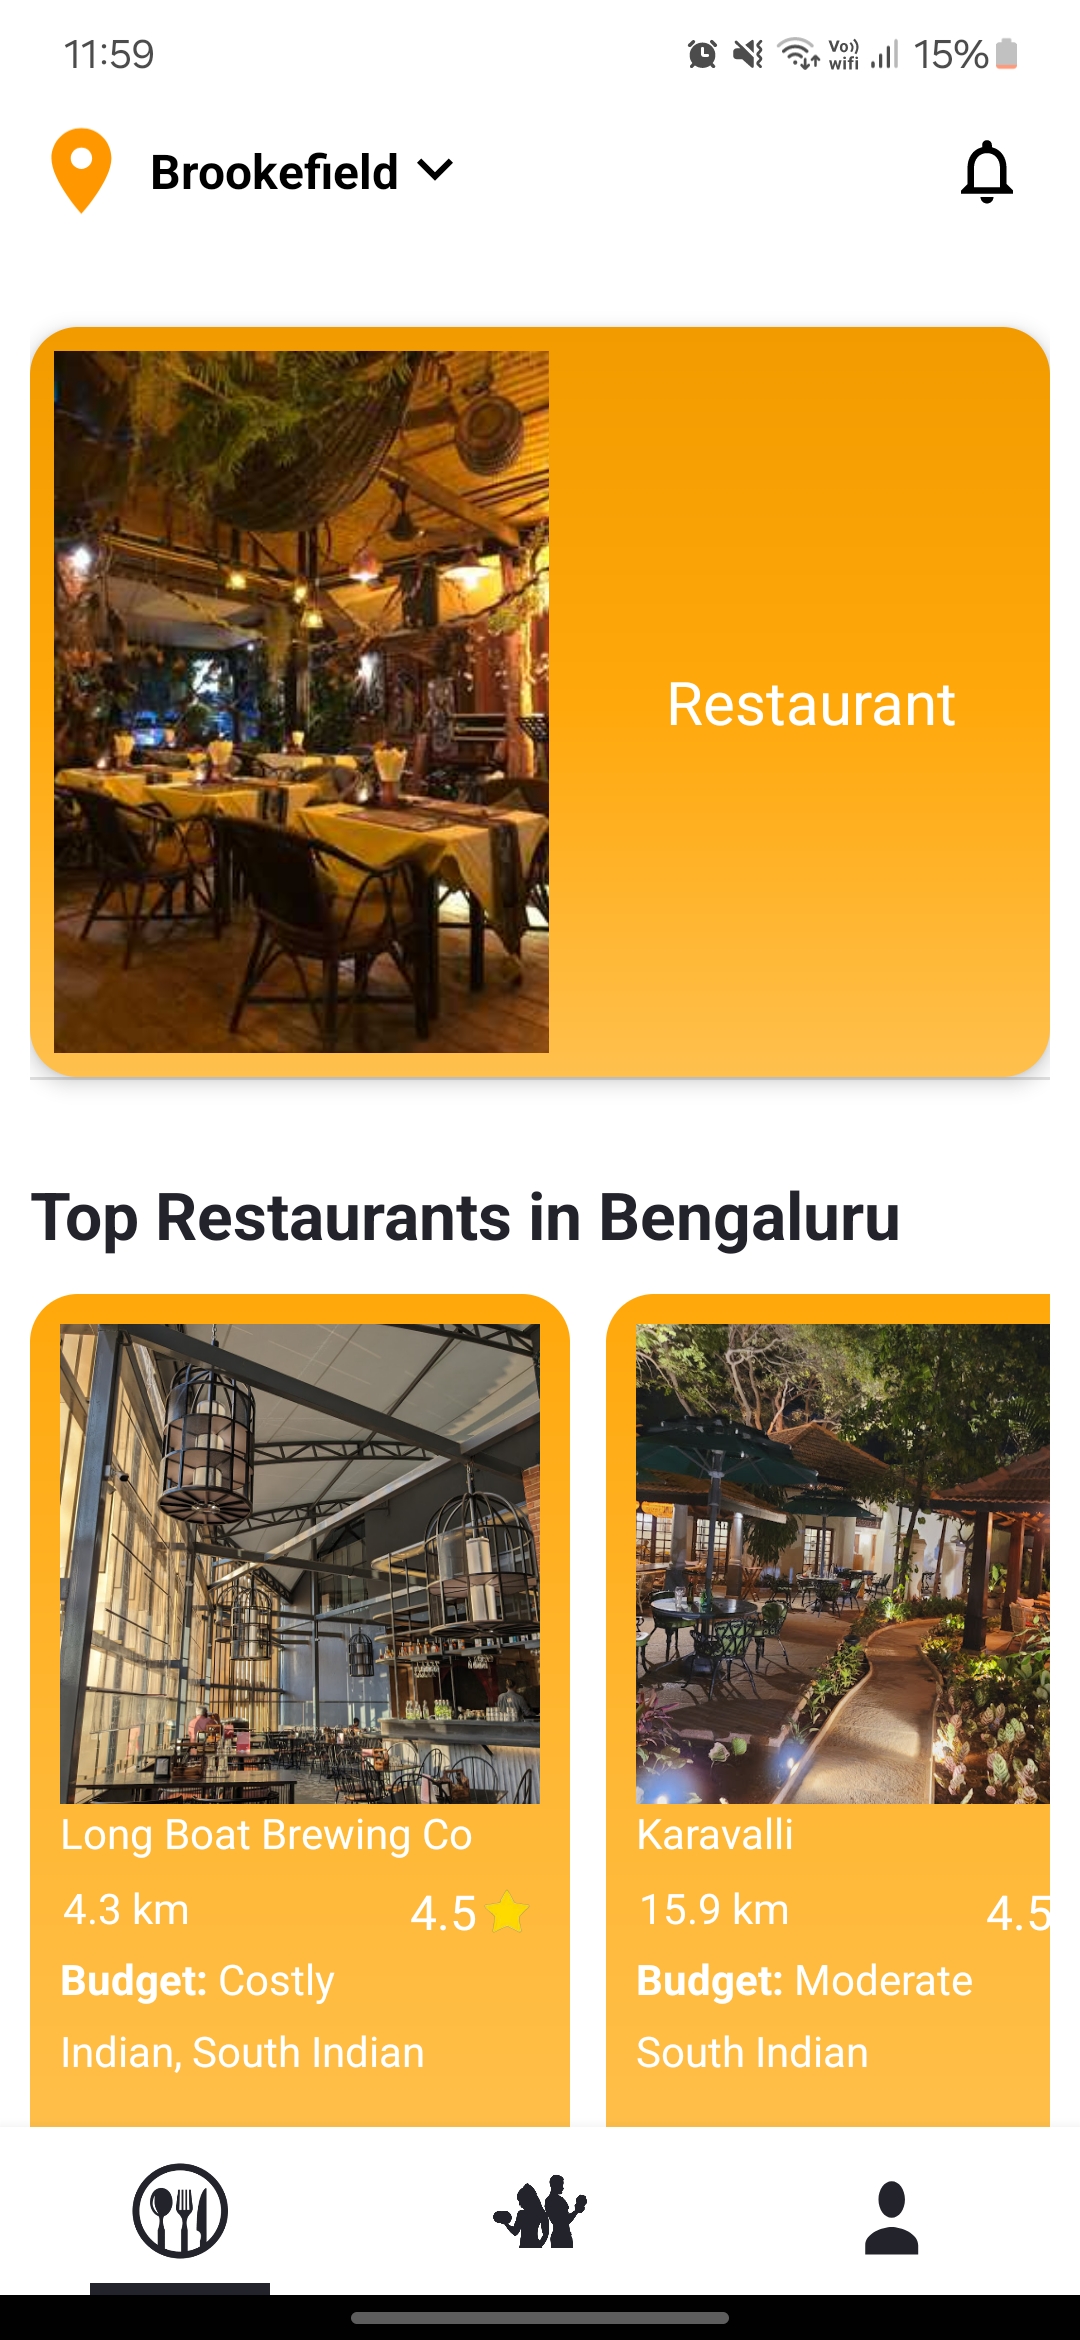 11:59
Vo)) wifi 15%
Brookefield
Restaurant
Top Restaurants in Bengaluru
Long Boat Brewing Co
4.3 km 4.5
Budget: Costly
Indian, South Indian
Karavalli
15.9 km 4.5
Budget: Moderate
South Indian